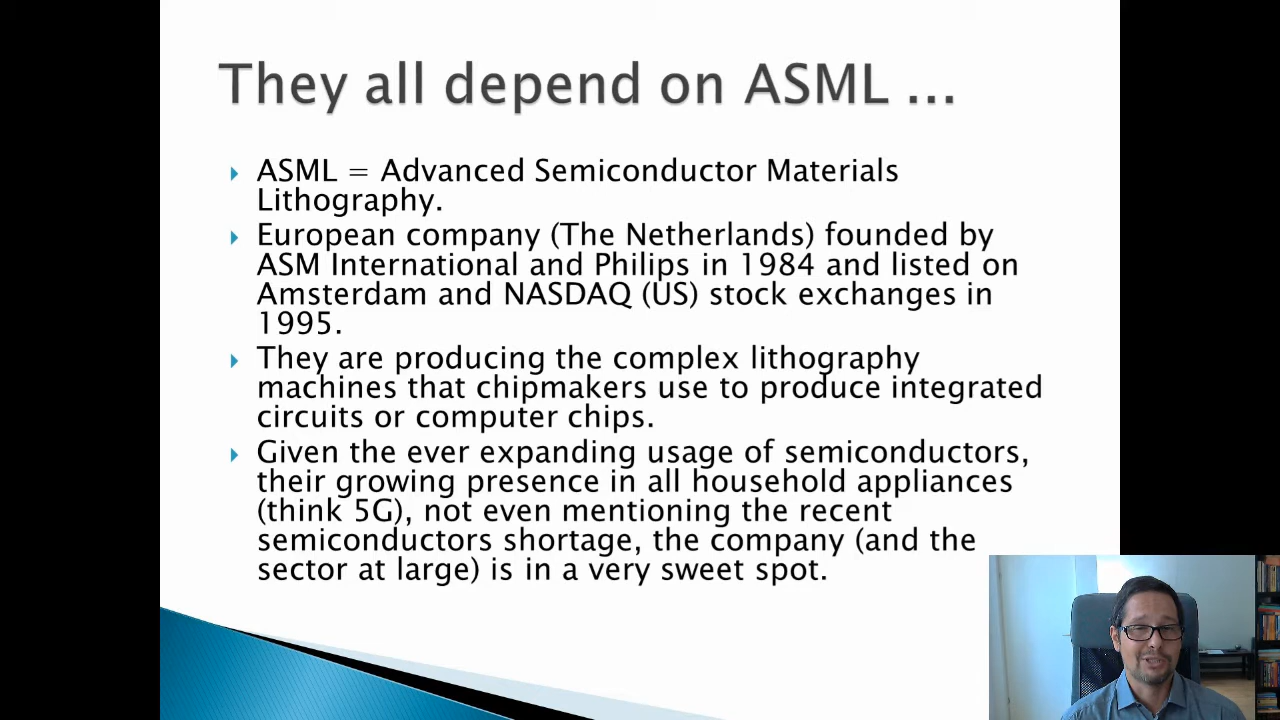 They all depend on ASML ...
ASML = Advanced Semiconductor Materials
Lithography.
European company (The Netherlands) founded by
ASM International and Philips in 1984 and listed on
Amsterdam and NASDAQ (US) stock exchanges in
1995.
They are producing the complex lithography
machines that chipmakers use to produce integrated
circuits or computer chips.
Given the ever expanding usage of semiconductors,
their growing presence in all household appliances
(think 5G), not even mentioning the recent
semiconductors shortage, the company (and the
sector at large) is in a very sweet spot.